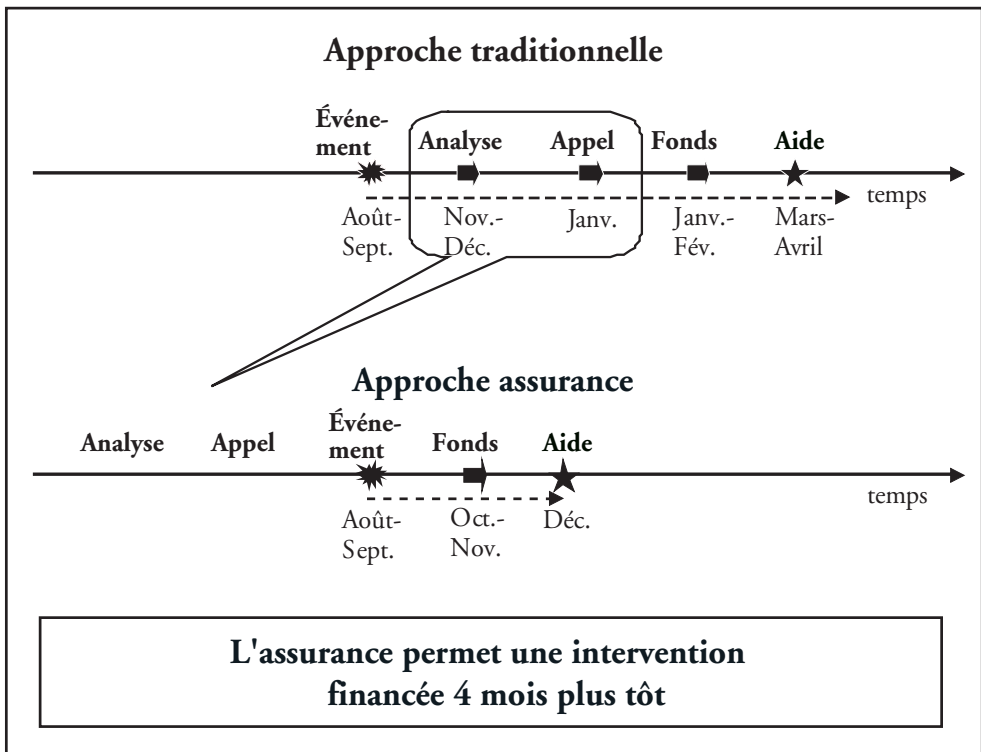 Approche traditionnelle
Événe-
ment
Analyse
Appel
Fonds
Aide
temps
Août-
Sept.
Nov.-
Déc.
Janv.
Janv.-
Fév.
Mars-
Avril
Approche assurance
Analyse
Appel
Événe-
ment
Fonds
Aide
temps
Août-
Sept.
Oct.-
Nov.
Déc.
L'assurance permet une intervention
financée 4 mois plus tôt